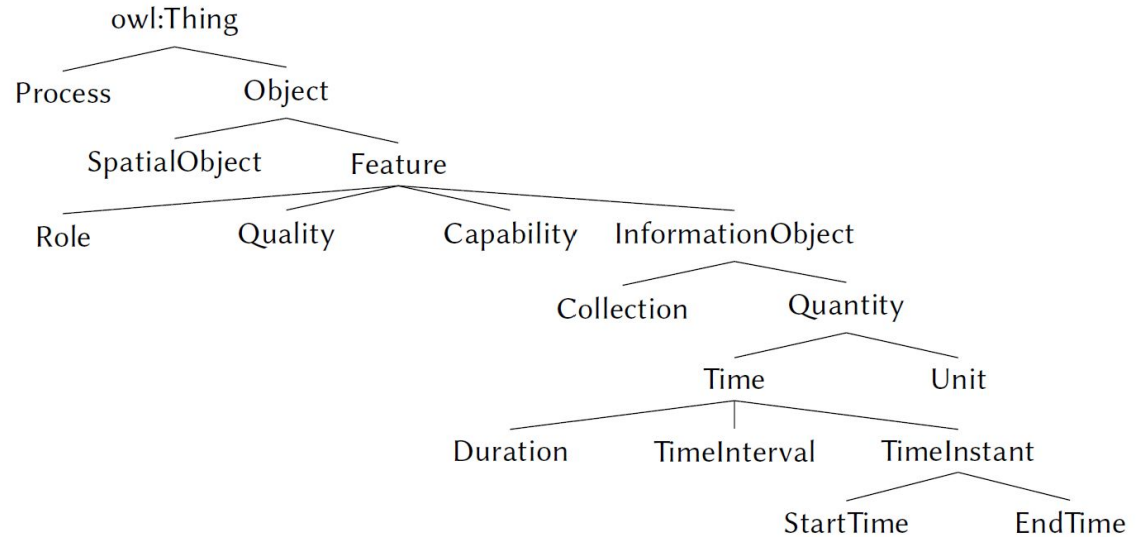 owl:Thing
Process Object
SpatialObject Feature
Role Quality Capability InformationObject
Collection Quantity
Time Unit
Duration TimeInterval TimeInstant
StartTime EndTime